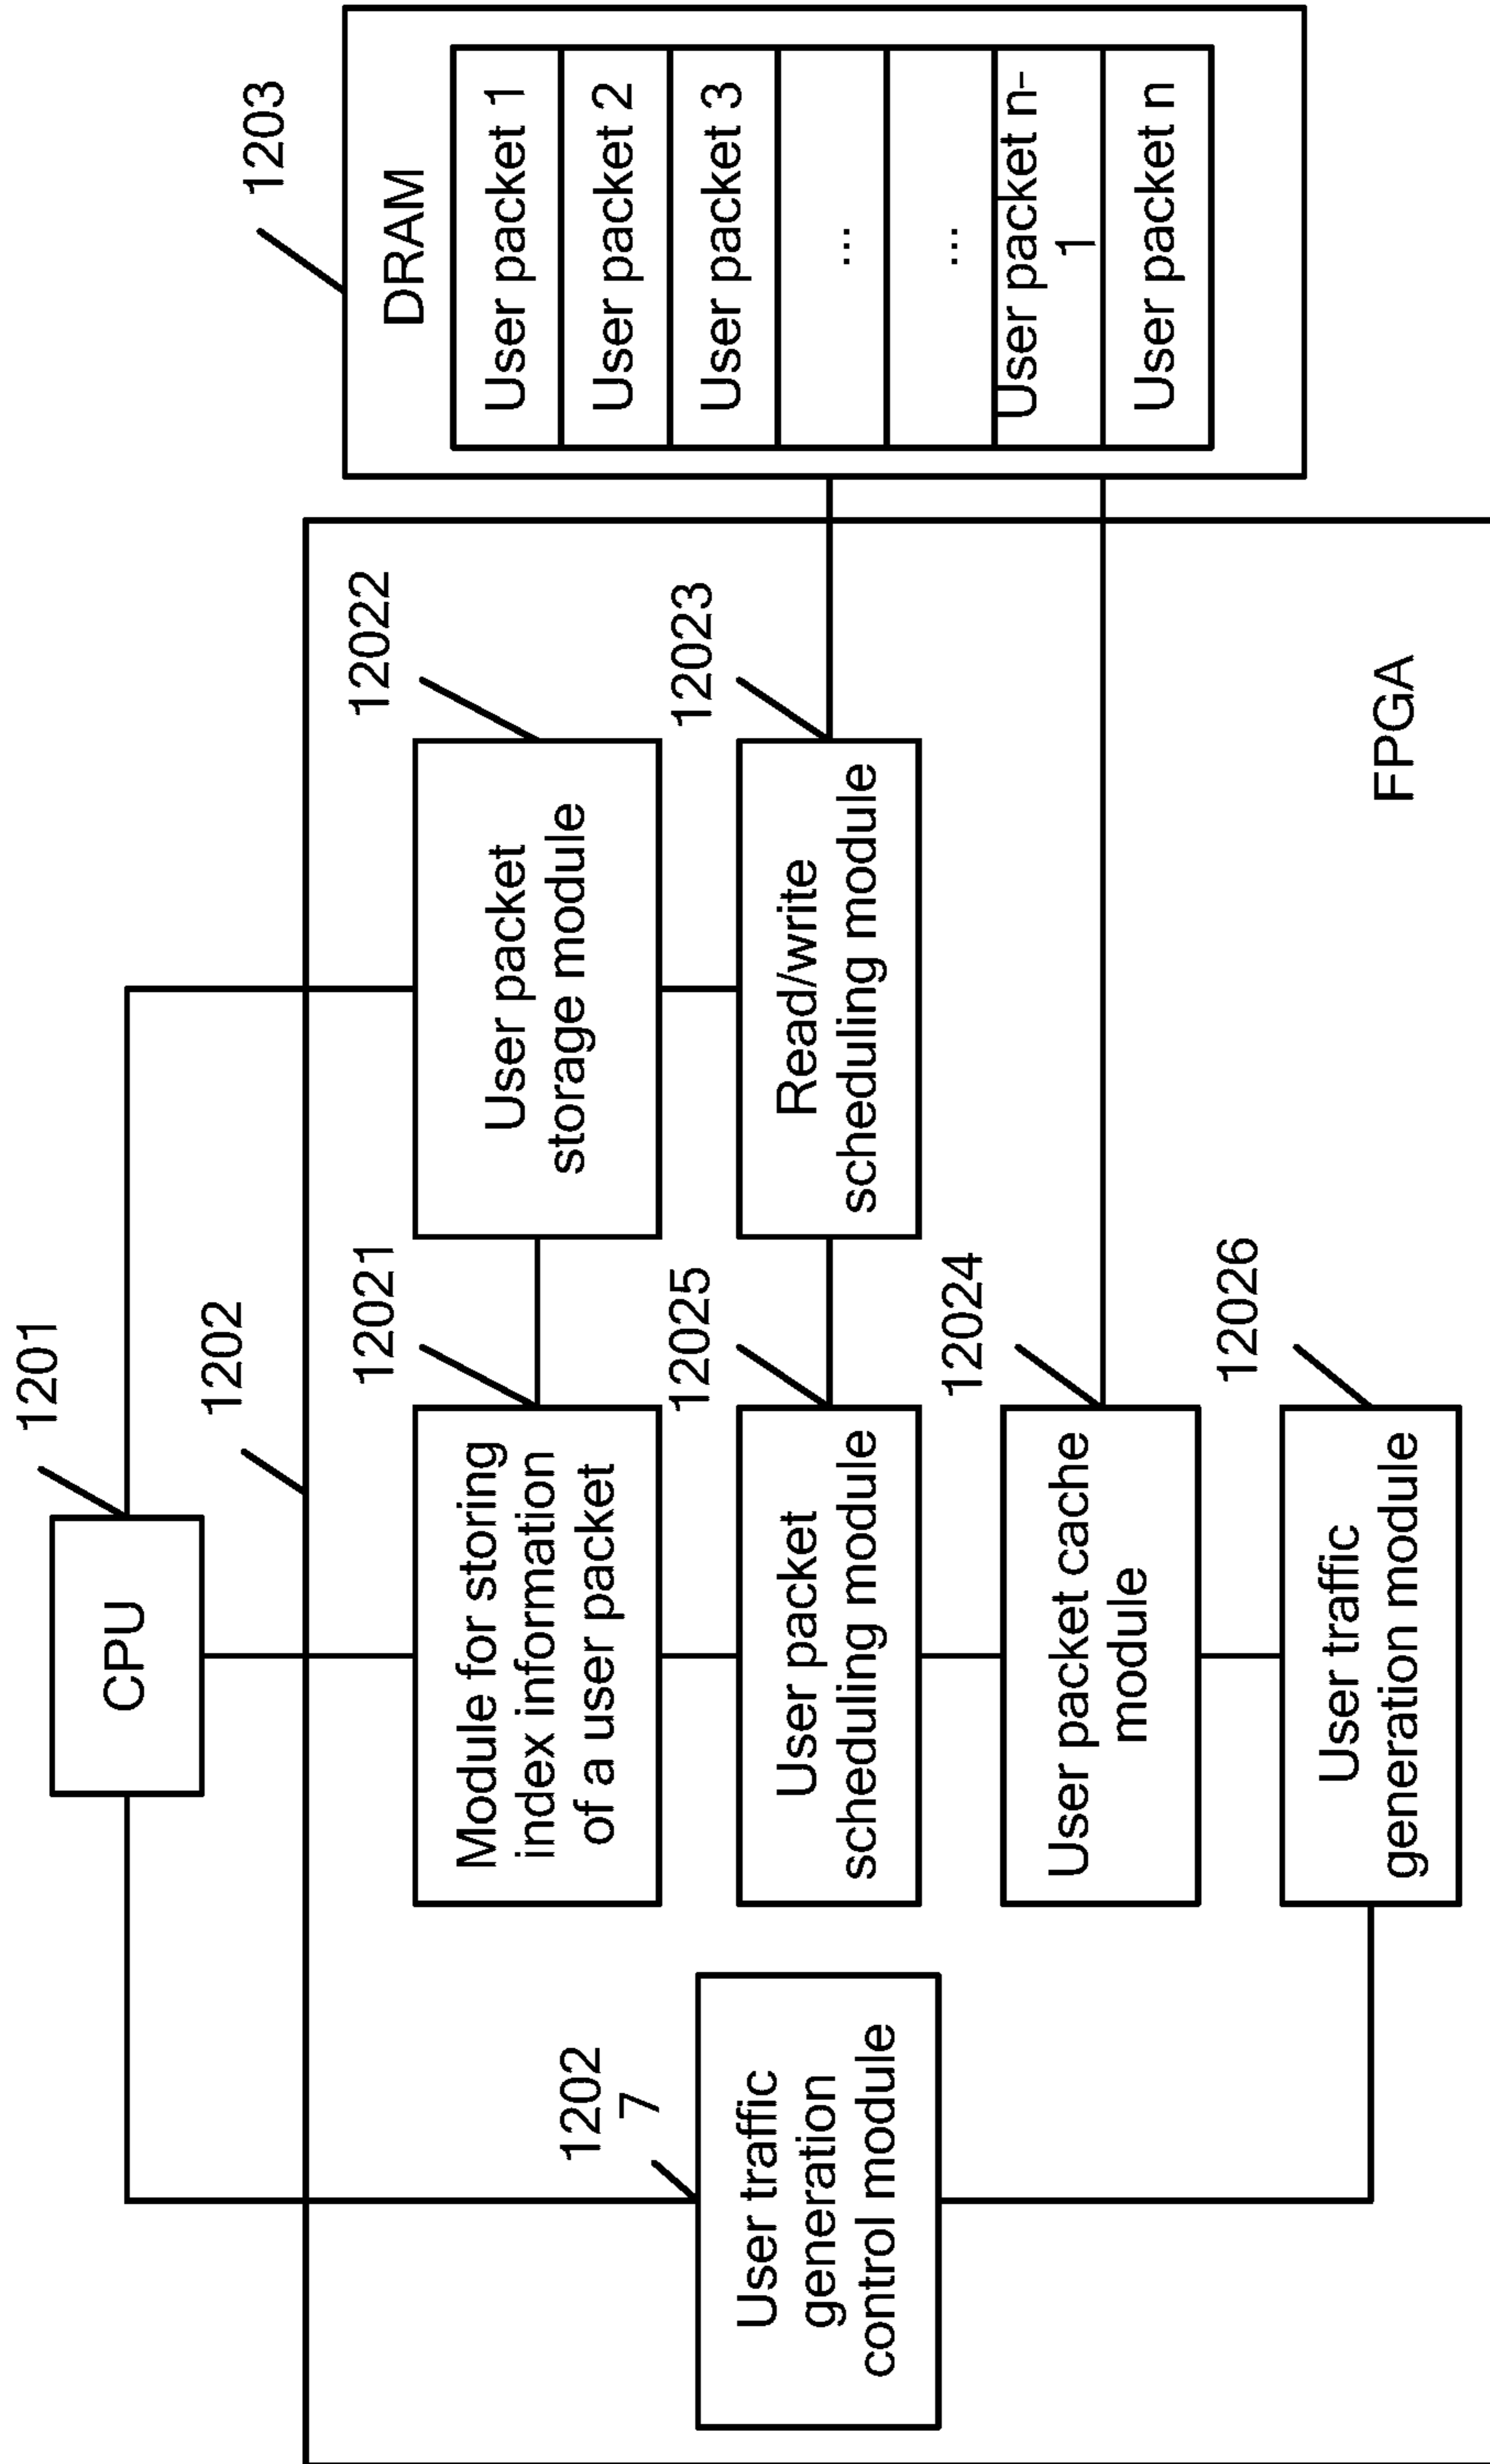 1201
CPU
1202
1203
DRAM
User packet 1
User packet 2
User packet 3
...
...
User packet n-
1
User packet n
12021
Module for storing
index information
of a user packet
12022
User packet
storage module
1202
7
User traffic
generation
control module
12025
User packet
scheduling module
12023
Read/write
scheduling module
12024
User packet cache
module
12026
User traffic
generation module
FPGA